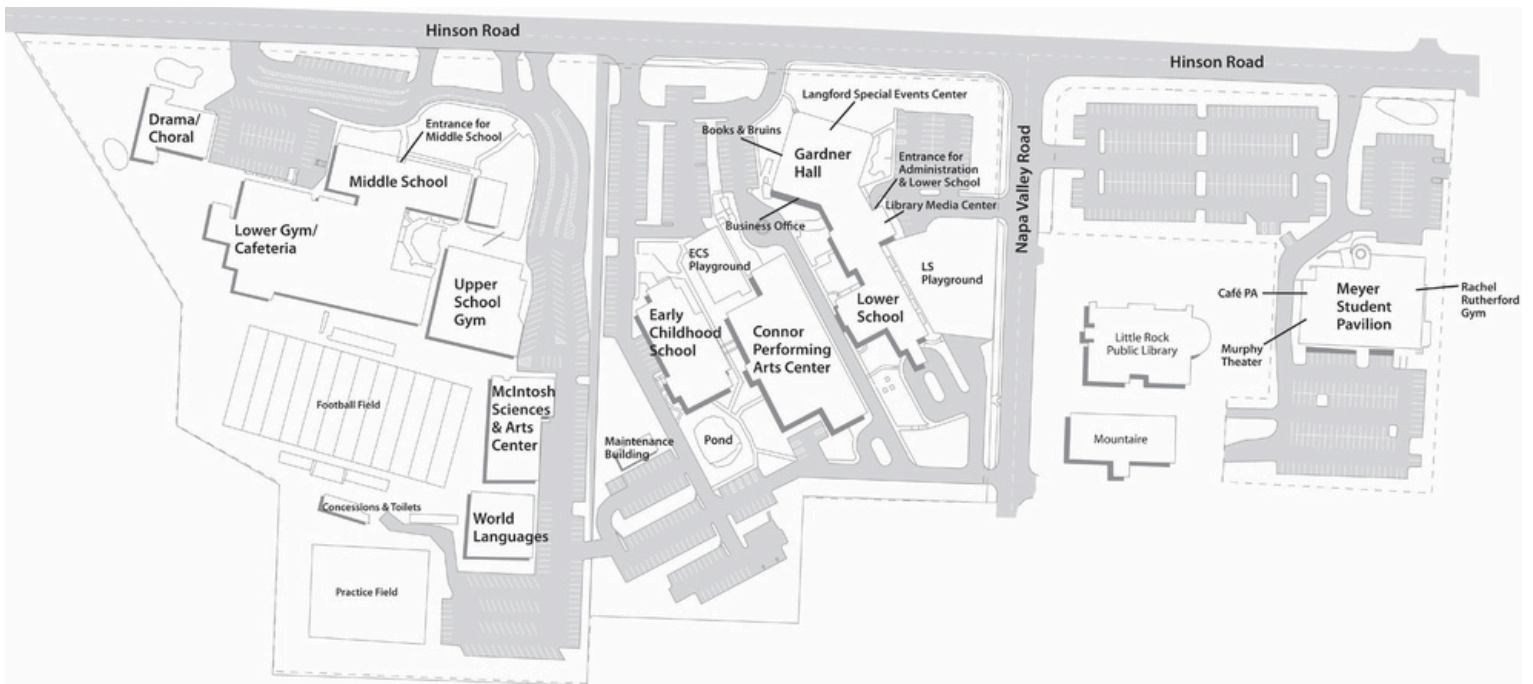 Hinson Road
Hinson Road
Napa Valley Road
Drama/
Choral
Entrance for
Middle School
Middle School
Lower Gym/
Cafeteria
Upper
School
Gym
Football Field
McIntosh
Sciences
& Arts
Center
Concessions & Toilets
World
Languages
Practice Field
Langford Special Events Center
Books & Bruins
Gardner
Hall
Entrance for
Administration
& Lower School
Library Media Center
Business Office
ECS
Playground
LS
Playground
Early
Childhood
School
Connor
Performing
Arts Center
Lower
School
Maintenance
Building
Pond
Café PA
Meyer
Student
Pavilion
Rachel
Rutherford
Gym
Murphy
Theater
Little Rock
Public Library
Mountaire